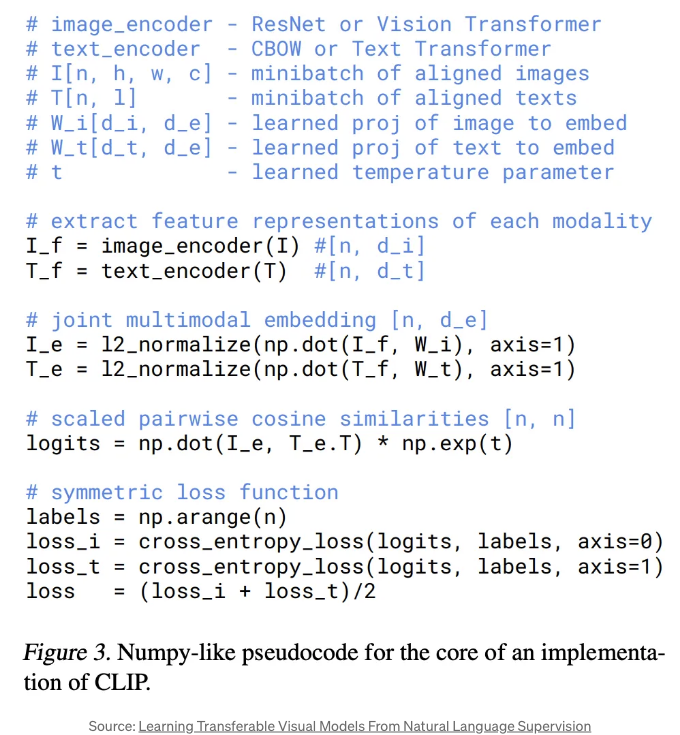 # image_encoder - ResNet or Vision Transformer
# text_encoder  - CBOW or Text Transformer
# I[n, h, w, c] - minibatch of aligned images
# T[n, l]       - minibatch of aligned texts
# W_i[d_i, d_e] - learned proj of image to embed
# W_t[d_t, d_e] - learned proj of text to embed
# t             - learned temperature parameter
# extract feature representations of each modality
I_f = image_encoder(I) #[n, d_i]
T_f = text_encoder(T)  #[n, d_t]
# joint multimodal embedding [n, d_e]
I_e = l2_normalize(np.dot(I_f, W_i), axis=1)
T_e = l2_normalize(np.dot(T_f, W_t), axis=1)
# scaled pairwise cosine similarities [n, n]
logits = np.dot(I_e, T_e.T) * np.exp(t)
# symmetric loss function
labels = np.arange(n)
loss_i = cross_entropy_loss(logits, labels, axis=0)
loss_t = cross_entropy_loss(logits, labels, axis=1)
loss   = (loss_i + loss_t)/2
Figure 3. Numpy-like pseudocode for the core of an implementa-
tion of CLIP.
Source: Learning Transferable Visual Models From Natural Language Supervision